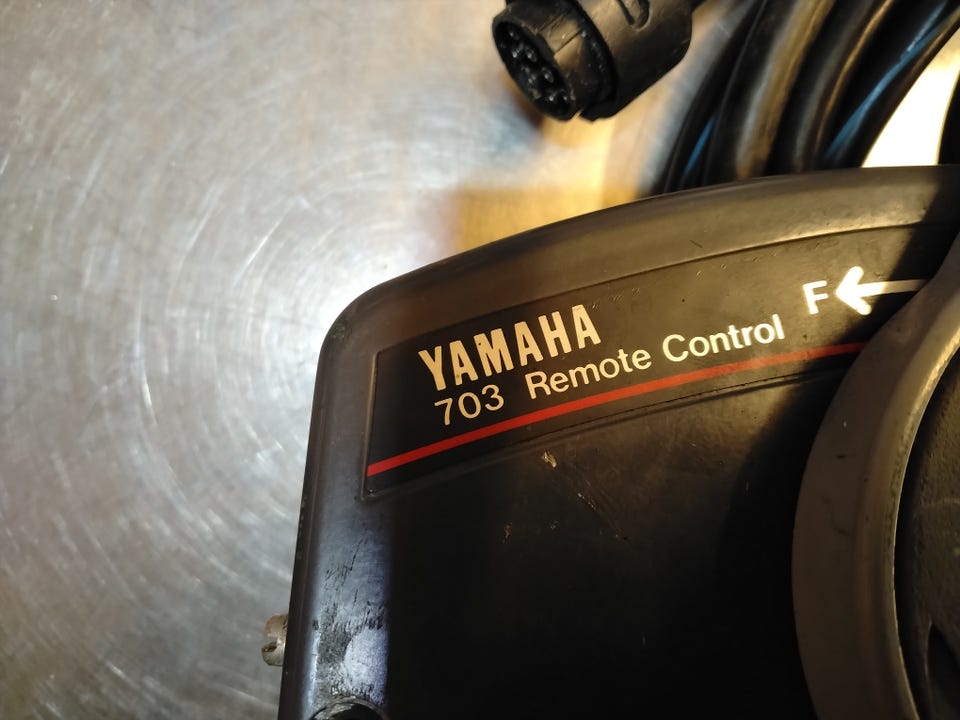 YAMAHA
703 Remote Control
F